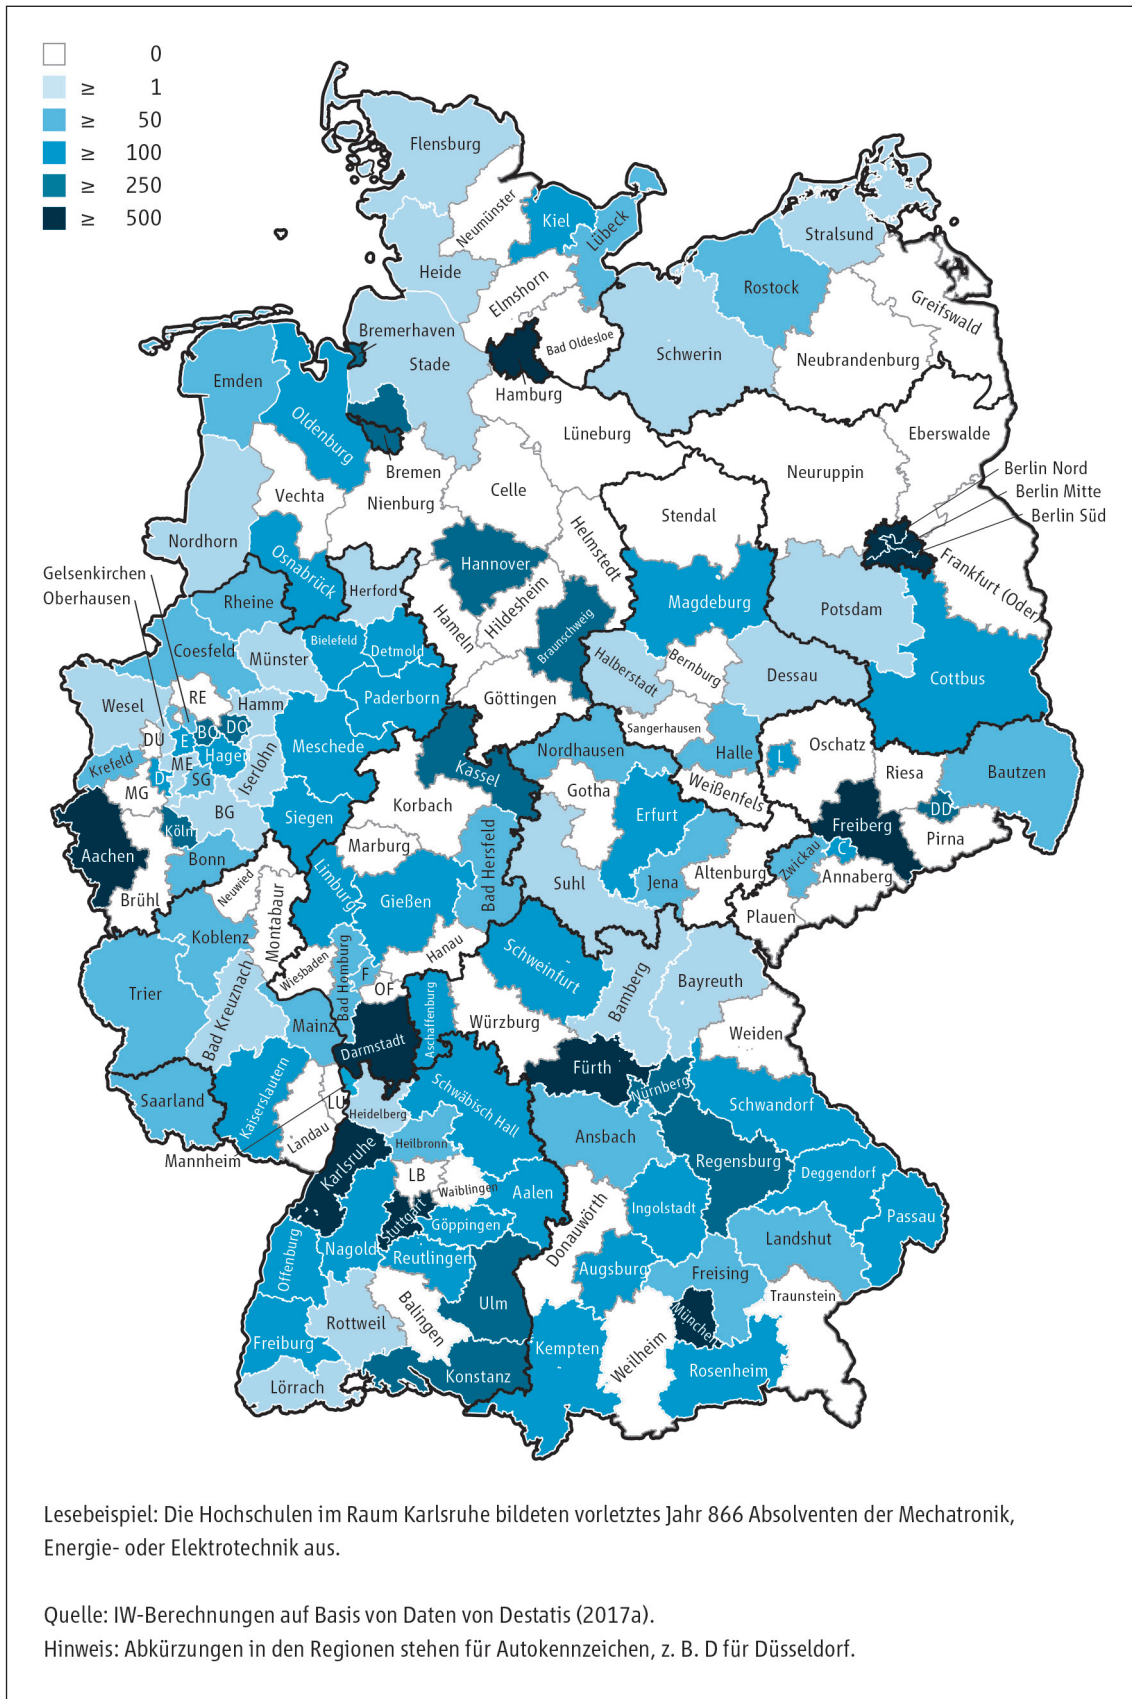 0
≥ 1
≥ 50
≥ 100
≥ 250
≥ 500
Flensburg
Neumünster
Kiel
Lübeck
Stralsund
Heide
Elmshorn
Rostock
Greifswald
Bremerhaven
Bad Oldesloe
Schwerin
Neubrandenburg
Stade
Emden
Hamburg
Oldenburg
Lüneburg
Eberswalde
Bremen
Neuruppin
Berlin Nord
Vechta
Nienburg
Celle
Berlin Mitte
Stendal
Berlin Süd
Nordhorn
Helmstedt
Osnabrück
Hannover
Frankfurt (Oder)
Gelsenkirchen
Oberhausen
Rheine
Herford
Hameln
Hildesheim
Magdeburg
Potsdam
Braunschweig
Coesfeld
Münster
Bielefeld
Detmold
Halberstadt
Bernburg
Dessau
Cottbus
Wesel
RE
Hamm
Paderborn
Göttingen
Sangerhausen
DU
E
BO
DO
Meschede
Nordhausen
Halle
Oschatz
Krefeld
D
ME
Hagen
SG
Iserlohn
Kassel
L
Riesa
Bautzen
MG
Korbach
Gotha
Weißenfels
BG
Siegen
Erfurt
DD
Köln
Freiberg
Pirna
Aachen
Marburg
Bad Hersfeld
Bonn
Zwickau
C
Annaberg
Brühl
Neuwied
Limburg
Gießen
Suhl
Jena
Altenburg
Montabaur
Plauen
Koblenz
Hanau
Schweinfurt
Wiesbaden
Bad Homburg
F
OF
Trier
Bad Kreuznach
Mainz
Aschaffenburg
Würzburg
Bamberg
Bayreuth
Weiden
Darmstadt
Fürth
Nürnberg
Saarland
Kaiserslautern
LU
Landau
Heidelberg
Schwäbisch Hall
Schwandorf
Mannheim
Karlsruhe
Heilbronn
Ansbach
Regensburg
Deggendorf
LB
Waiblingen
Aalen
Stuttgart
Göppingen
Donauwörth
Ingolstadt
Passau
Offenburg
Nagold
Reutlingen
Landshut
Augsburg
Freising
Ulm
Traunstein
Freiburg
Rottweil
Balingen
München
Kempten
Weilheim
Rosenheim
Lörrach
Konstanz
Lesebeispiel: Die Hochschulen im Raum Karlsruhe bildeten vorletztes Jahr 866 Absolventen der Mechatronik,
Energie- oder Elektrotechnik aus.
Quelle: IW-Berechnungen auf Basis von Daten von Destatis (2017a).
Hinweis: Abkürzungen in den Regionen stehen für Autokennzeichen, z. B. D für Düsseldorf.